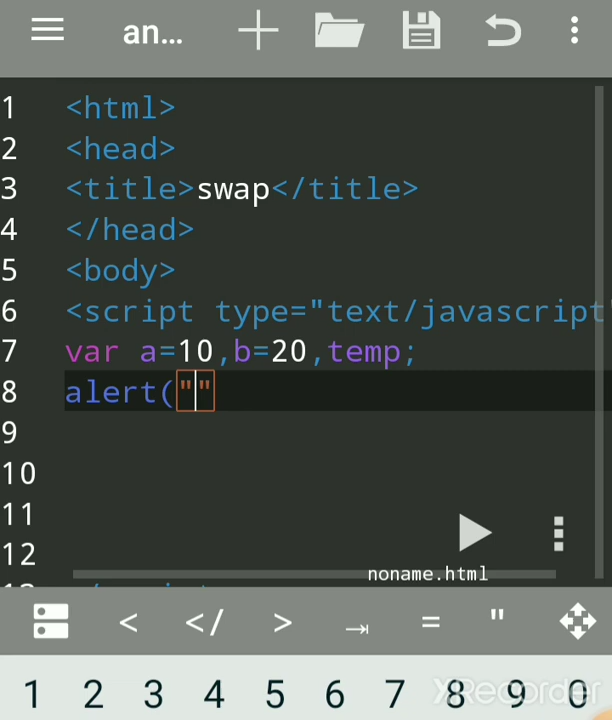 an...
1 <html>
2 <head>
3 <title>swap</title>
4 </head>
5 <body>
6 <script type="text/javascript"
7 var a=10,b=20,temp;
8 alert(""
9
10
11
12
noname.html
< </ > ⇥ = "
1 2 3 4 5 6 7 8 9 0
XRecorder